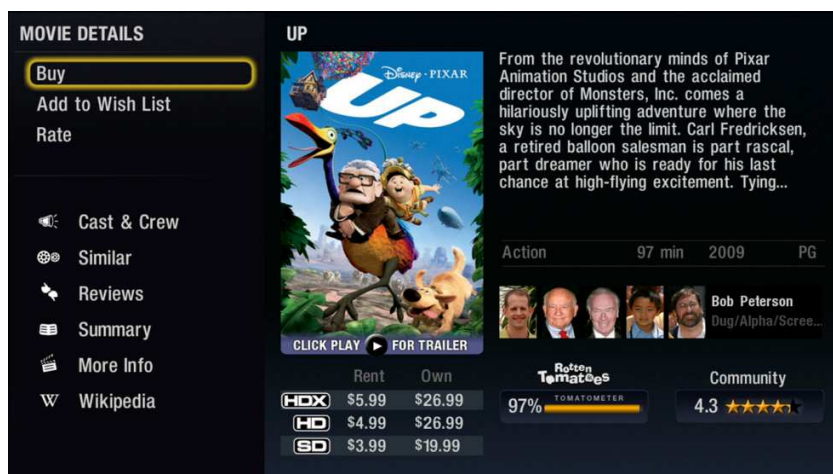 MOVIE DETAILS
Buy
Add to Wish List
Rate
Cast & Crew
Similar
Reviews
Summary
More Info
W Wikipedia
UP
Disney · PIXAR
UP
CLICK PLAY FOR TRAILER
Rent Own
HDX $5.99 $26.99
HD $4.99 $26.99
SD $3.99 $19.99
From the revolutionary minds of Pixar
Animation Studios and the acclaimed
director of Monsters, Inc. comes a
hilariously uplifting adventure where the
sky is no longer the limit. Carl Fredricksen,
a retired balloon salesman is part rascal,
part dreamer who is ready for his last
chance at high-flying excitement. Tying...
Action 97 min 2009 PG
Bob Peterson
Dug/Alpha/Scree...
Rotten
Tomatoes
97% TOMATOMETER
Community
4.3